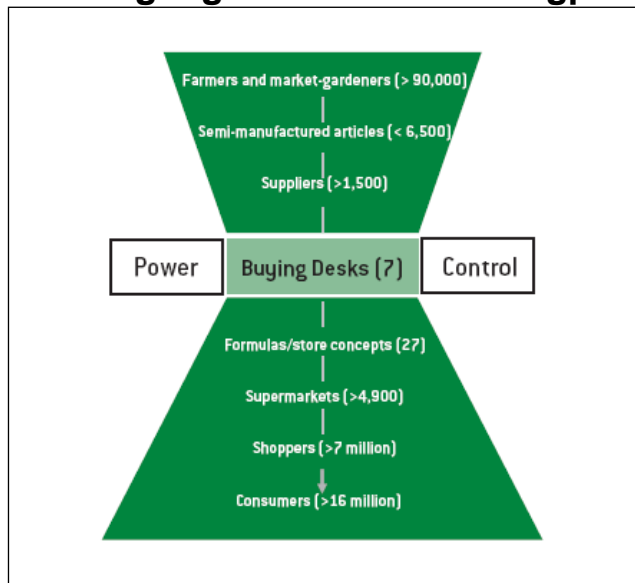 Farmers and market-gardeners (> 90,000)
Semi-manufactured articles (< 6,500)
Suppliers (>1,500)
Power
Buying Desks (7)
Control
Formulas/store concepts (27)
Supermarkets (>4,900)
Shoppers (>7 million)
Consumers (>16 million)